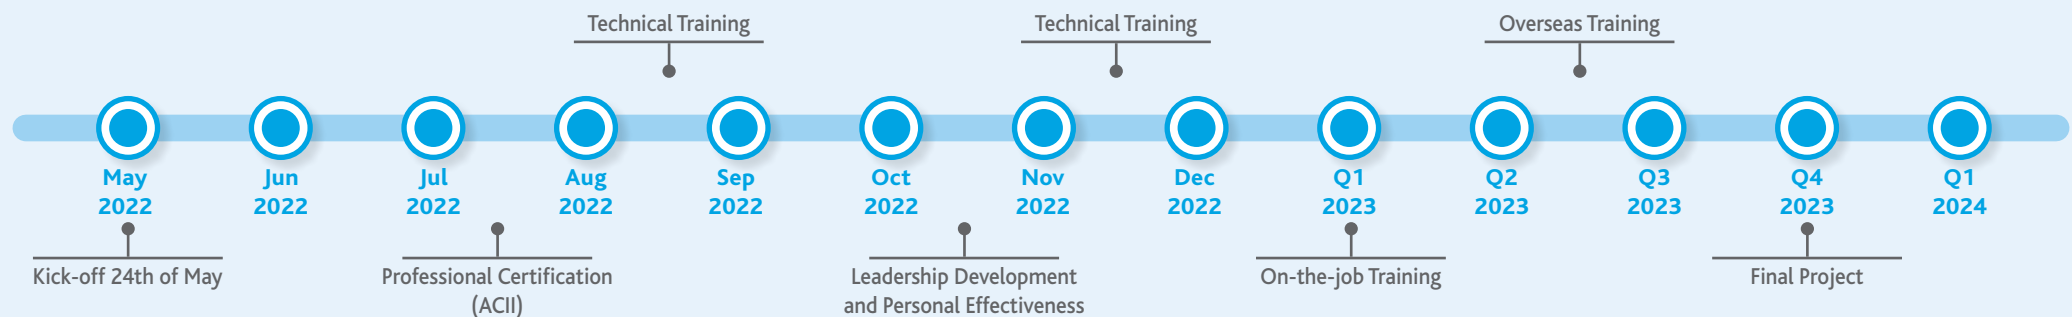 Technical Training
Technical Training
Overseas Training
May
2022
Jun
2022
Jul
2022
Aug
2022
Sep
2022
Oct
2022
Nov
2022
Dec
2022
Q1
2023
Q2
2023
Q3
2023
Q4
2023
Q1
2024
Kick-off 24th of May
Professional Certification
(ACII)
Leadership Development
and Personal Effectiveness
On-the-job Training
Final Project